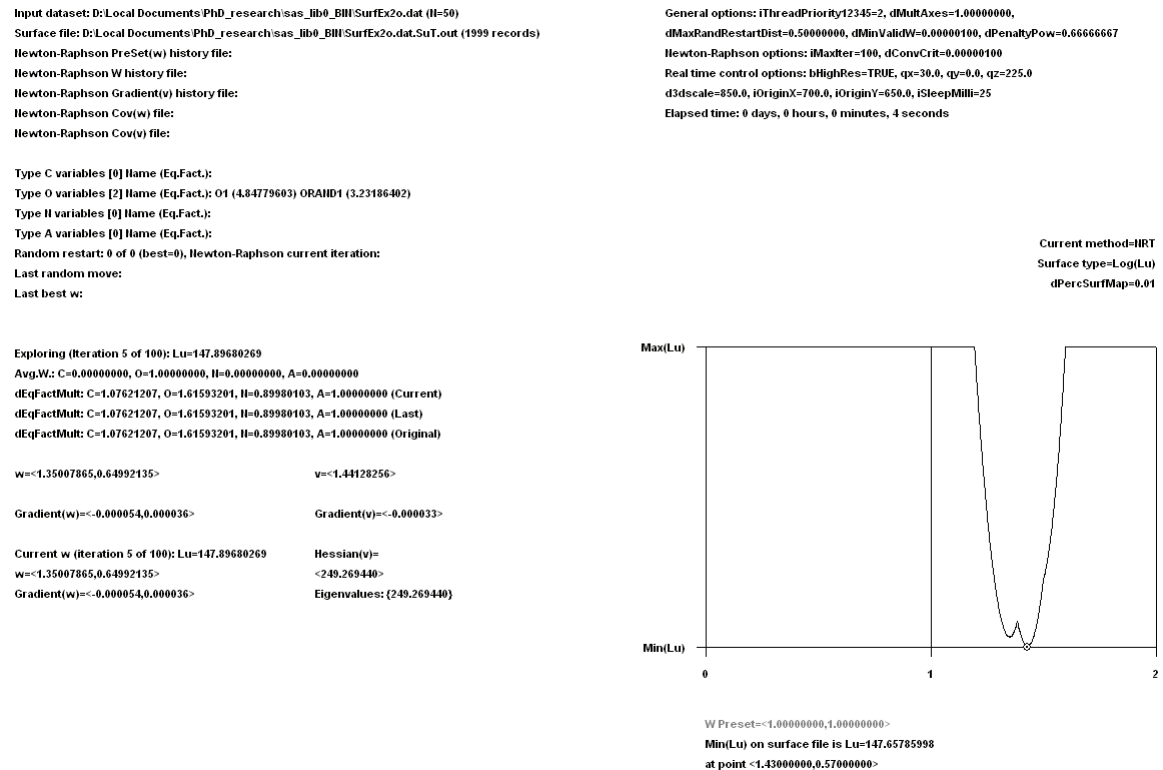 Input dataset: D:\Local Documents\PhD_research\sas_lib0_BIN\SurfEx2o.dat (N=50)
Surface file: D:\Local Documents\PhD_research\sas_lib0_BIN\SurfEx2o.dat.SuT.out (1999 records)
Newton-Raphson PreSet(w) history file:
Newton-Raphson W history file:
Newton-Raphson Gradient(v) history file:
Newton-Raphson Cov(w) file:
Newton-Raphson Cov(v) file:
General options: iThreadPriority12345=2, dMultAxes=1.00000000,
dMaxRandRestartDist=0.50000000, dMinValidW=0.00000100, dPenaltyPow=0.66666667
Newton-Raphson options: iMaxIter=100, dConvCrit=0.00000100
Real time control options: bHighRes=TRUE, qx=30.0, qy=0.0, qz=225.0
d3dscale=850.0, iOriginX=700.0, iOriginY=650.0, iSleepMilli=25
Elapsed time: 0 days, 0 hours, 0 minutes, 4 seconds
Type C variables [0] Name (Eq.Fact.):
Type O variables [2] Name (Eq.Fact.): O1 (4.84779603) ORAND1 (3.23186402)
Type N variables [0] Name (Eq.Fact.):
Type A variables [0] Name (Eq.Fact.):
Random restart: 0 of 0 (best=0), Newton-Raphson current iteration:
Last random move:
Last best w:
Current method=NRT
Surface type=Log(Lu)
dPercSurfMap=0.01
Exploring (Iteration 5 of 100): Lu=147.89680269
Avg.W.: C=0.00000000, O=1.00000000, N=0.00000000, A=0.00000000
dEqFactMult: C=1.07621207, O=1.61593201, N=0.89980103, A=1.00000000 (Current)
dEqFactMult: C=1.07621207, O=1.61593201, N=0.89980103, A=1.00000000 (Last)
dEqFactMult: C=1.07621207, O=1.61593201, N=0.89980103, A=1.00000000 (Original)
w=<1.35007865,0.64992135> v=<1.44128256>
Gradient(w)=<-0.000054,0.000036> Gradient(v)=<-0.000033>
Current w (iteration 5 of 100): Lu=147.89680269 Hessian(v)=
w=<1.35007865,0.64992135> <249.269440>
Gradient(w)=<-0.000054,0.000036> Eigenvalues: {249.269440}
Max(Lu)
Min(Lu)
0 1 2
W Preset=<1.00000000,1.00000000>
Min(Lu) on surface file is Lu=147.65785998
at point <1.43000000,0.57000000>